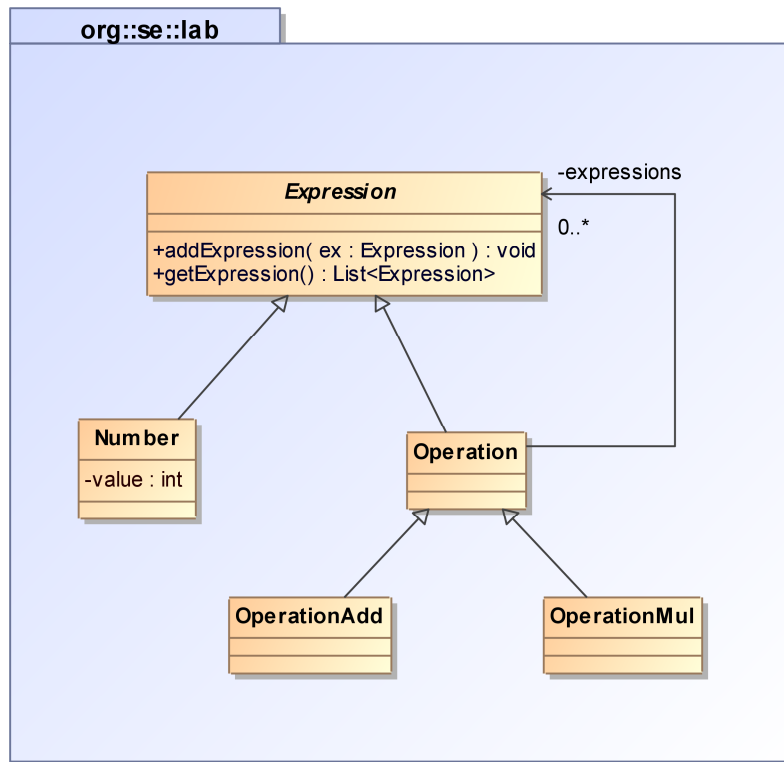 org::se::lab
-expressions
Expression
0..*
+addExpression( ex : Expression ) : void
+getExpression() : List<Expression>
Number
-value : int
Operation
OperationAdd
OperationMul